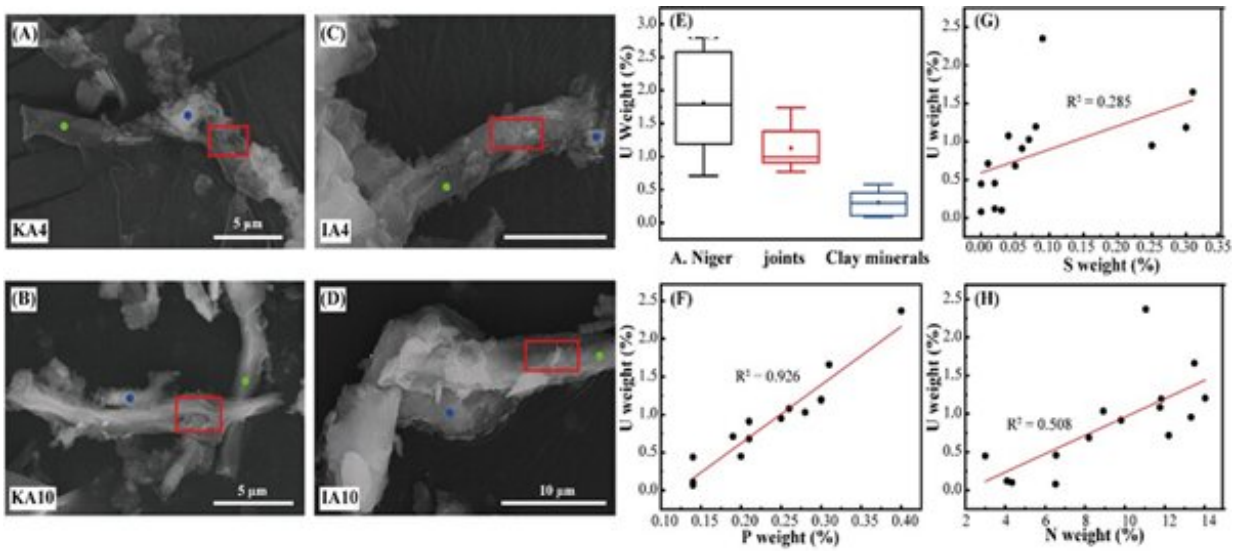 (A)
5 μm
KA4
(C)
IA4
(B)
5 μm
KA10
(D)
10 μm
IA10
(E)
U Weight (%)
3.0
2.5
2.0
1.5
1.0
0.5
0.0
A. Niger joints Clay minerals
(G)
U weight (%)
2.5
2.0
1.5
1.0
0.5
0.0
R² = 0.285
0.00 0.05 0.10 0.15 0.20 0.25 0.30 0.35
S weight (%)
(F)
U weight (%)
2.5
2.0
1.5
1.0
0.5
0.0
R² = 0.926
0.10 0.15 0.20 0.25 0.30 0.35 0.40
P weight (%)
(H)
U weight (%)
2.5
2.0
1.5
1.0
0.5
0.0
R² = 0.508
2 4 6 8 10 12 14
N weight (%)